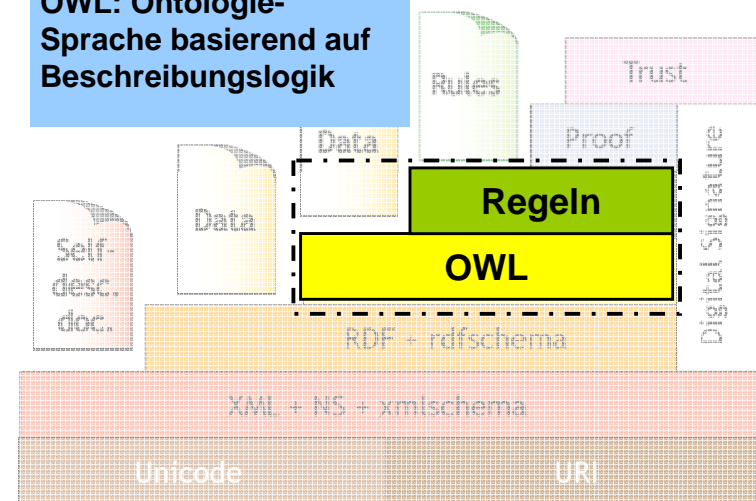 OWL: Ontologie-
Sprache basierend auf
Beschreibungslogik
Rules
Trust
Data
Proof
Data
Regeln
Self-
desc.
doc.
OWL
Digital Signature
RDF + rdfschema
XML + NS + xmlschema
Unicode
URI